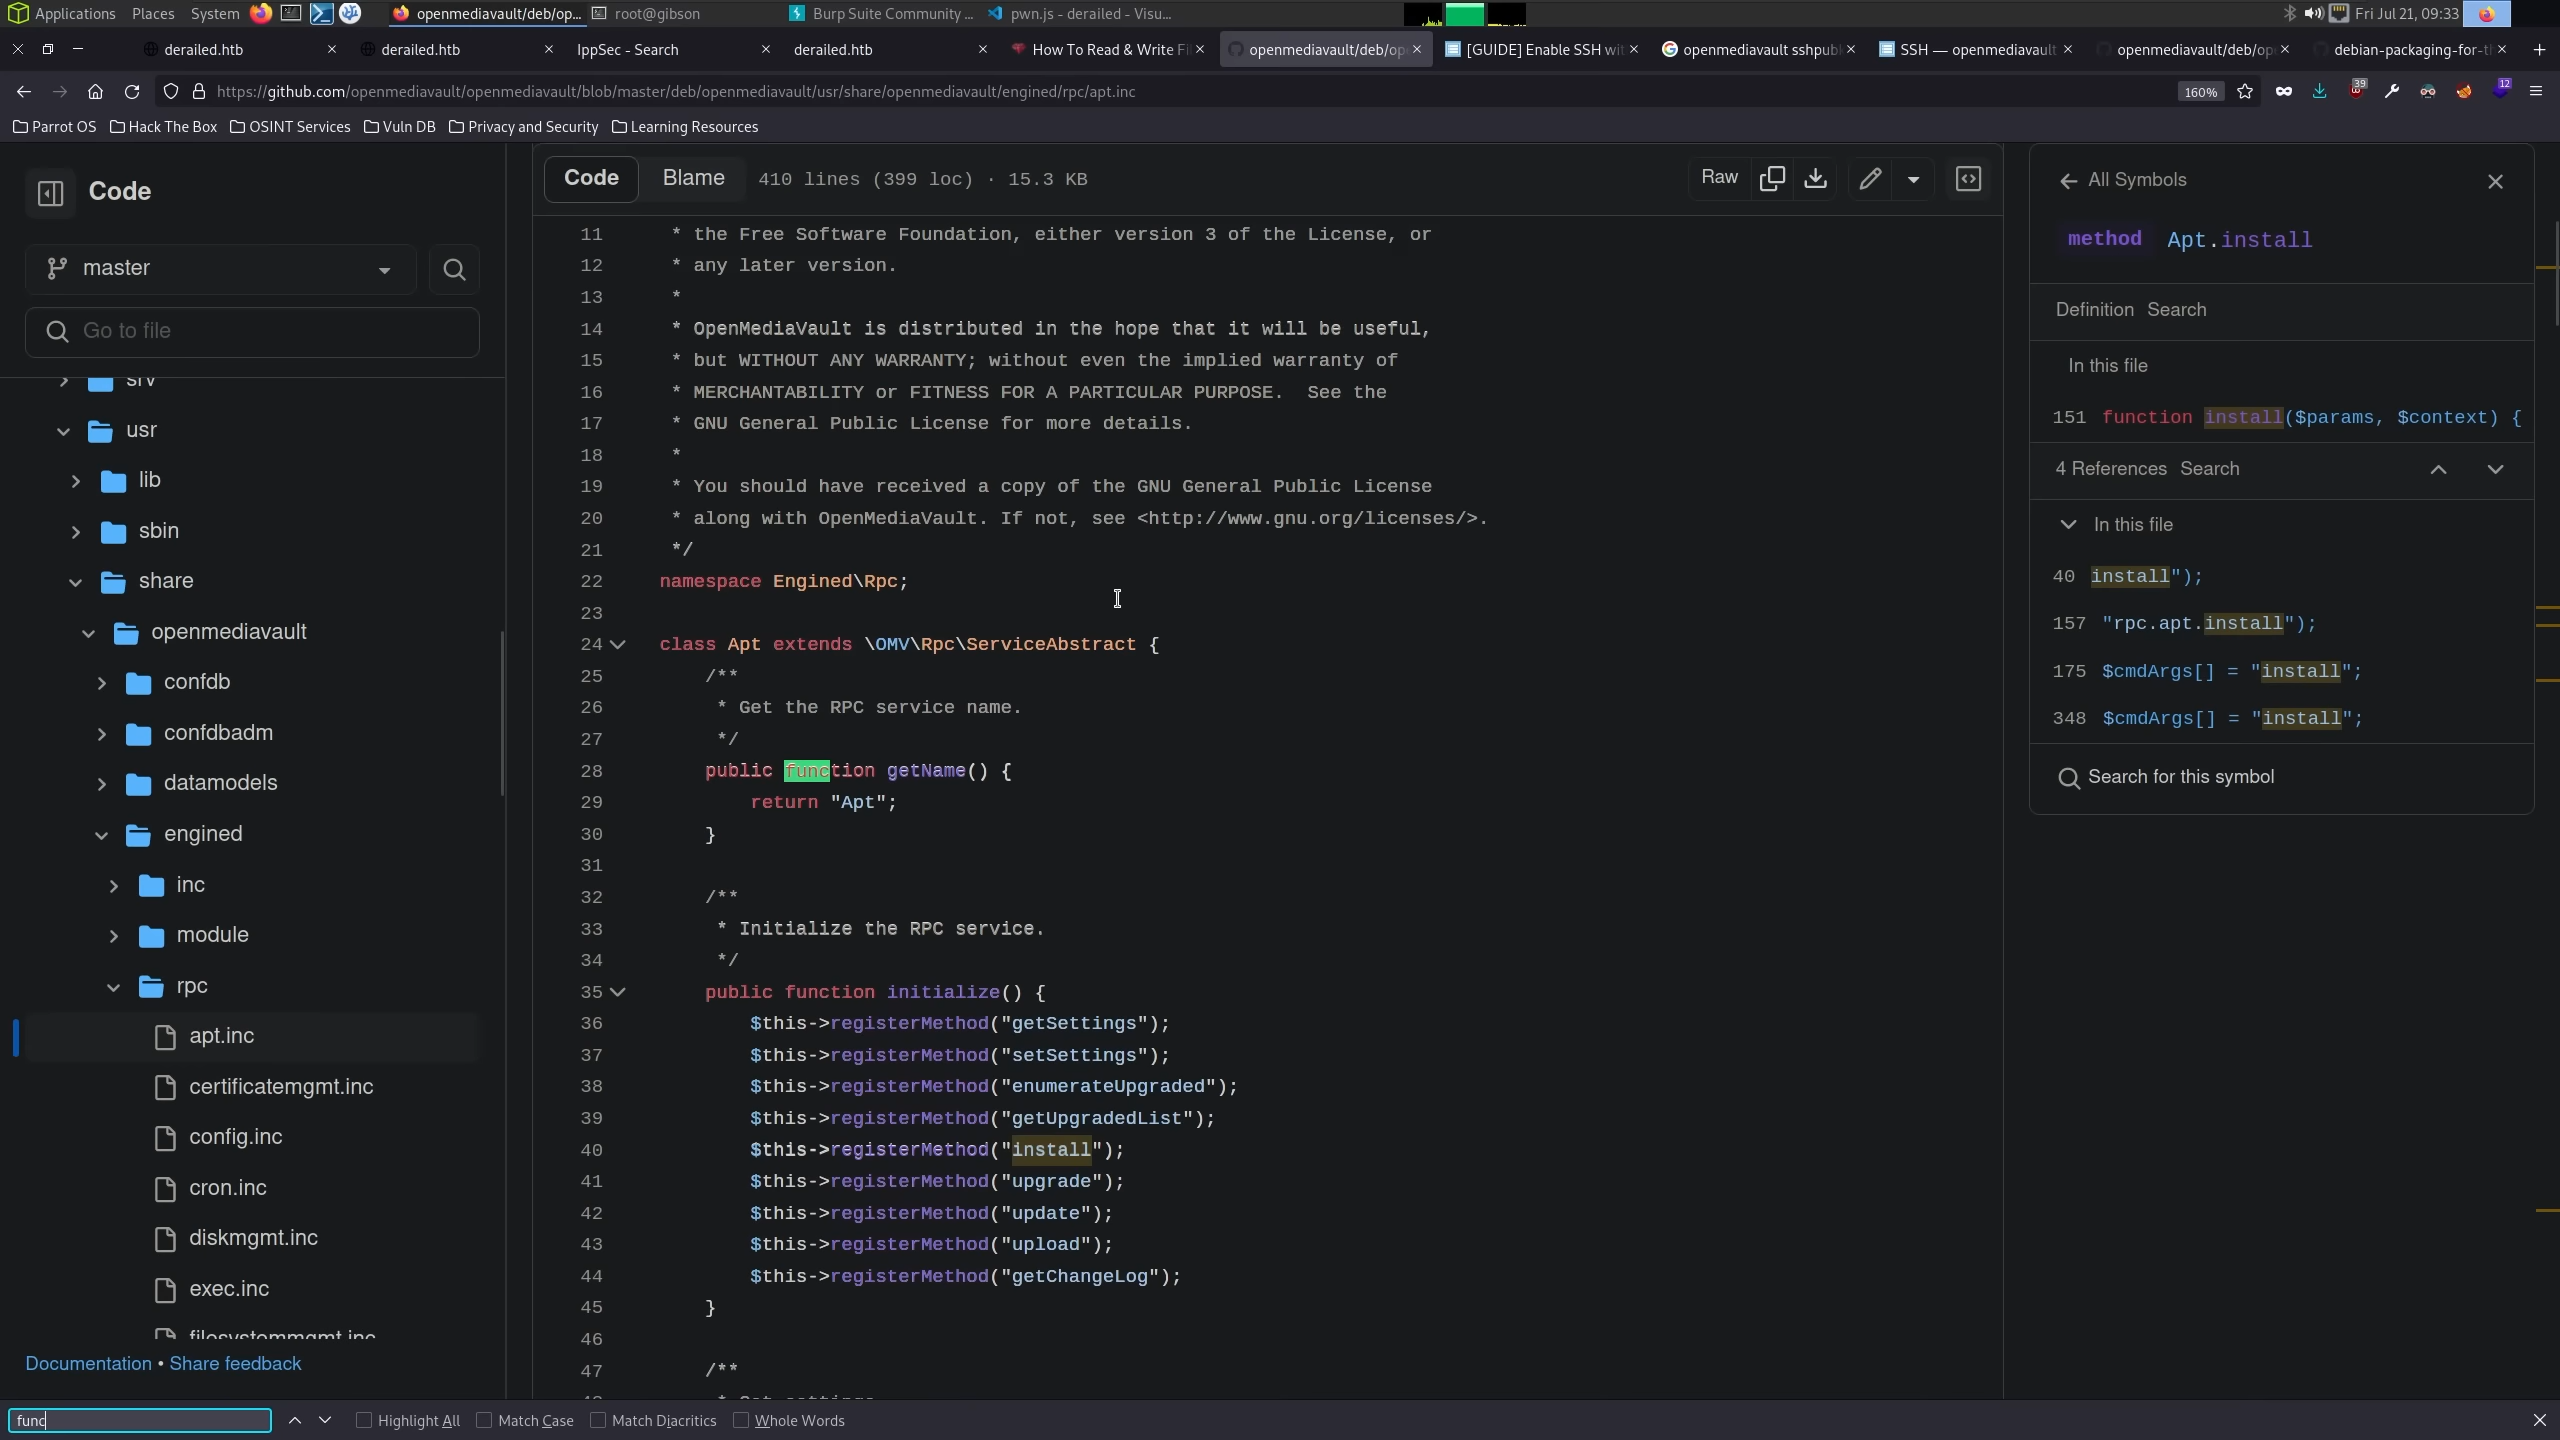 Applications Places System openmediavault/deb/op... root@gibson Burp Suite Community ... pwn.js - derailed - Visu... Fri Jul 21, 09:33
derailed.htb derailed.htb IppSec - Search derailed.htb How To Read & Write Fi openmediavault/deb/op [GUIDE] Enable SSH wit openmediavault sshpubl SSH — openmediavault openmediavault/deb/op debian-packaging-for-t
https://github.com/openmediavault/openmediavault/blob/master/deb/openmediavault/usr/share/openmediavault/engined/rpc/apt.inc 160% 39 12
Parrot OS Hack The Box OSINT Services Vuln DB Privacy and Security Learning Resources
Code
master
Go to file
srv
usr
lib
sbin
share
openmediavault
confdb
confdbadm
datamodels
engined
inc
module
rpc
apt.inc
certificatemgmt.inc
config.inc
cron.inc
diskmgmt.inc
exec.inc
filesystemmgmt.inc
Documentation • Share feedback
Code Blame 410 lines (399 loc) · 15.3 KB Raw
11 * the Free Software Foundation, either version 3 of the License, or
12 * any later version.
13 *
14 * OpenMediaVault is distributed in the hope that it will be useful,
15 * but WITHOUT ANY WARRANTY; without even the implied warranty of
16 * MERCHANTABILITY or FITNESS FOR A PARTICULAR PURPOSE.  See the
17 * GNU General Public License for more details.
18 *
19 * You should have received a copy of the GNU General Public License
20 * along with OpenMediaVault. If not, see <http://www.gnu.org/licenses/>.
21 */
22 namespace Engined\Rpc;
23
24 class Apt extends \OMV\Rpc\ServiceAbstract {
25 /**
26 * Get the RPC service name.
27 */
28 public function getName() {
29 return "Apt";
30 }
31
32 /**
33 * Initialize the RPC service.
34 */
35 public function initialize() {
36 $this->registerMethod("getSettings");
37 $this->registerMethod("setSettings");
38 $this->registerMethod("enumerateUpgraded");
39 $this->registerMethod("getUpgradedList");
40 $this->registerMethod("install");
41 $this->registerMethod("upgrade");
42 $this->registerMethod("update");
43 $this->registerMethod("upload");
44 $this->registerMethod("getChangeLog");
45 }
46
47 /**
All Symbols
method Apt.install
Definition Search
In this file
151 function install($params, $context) {
4 References Search
In this file
40 install");
157 "rpc.apt.install");
175 $cmdArgs[] = "install";
348 $cmdArgs[] = "install";
Search for this symbol
func Highlight All Match Case Match Diacritics Whole Words